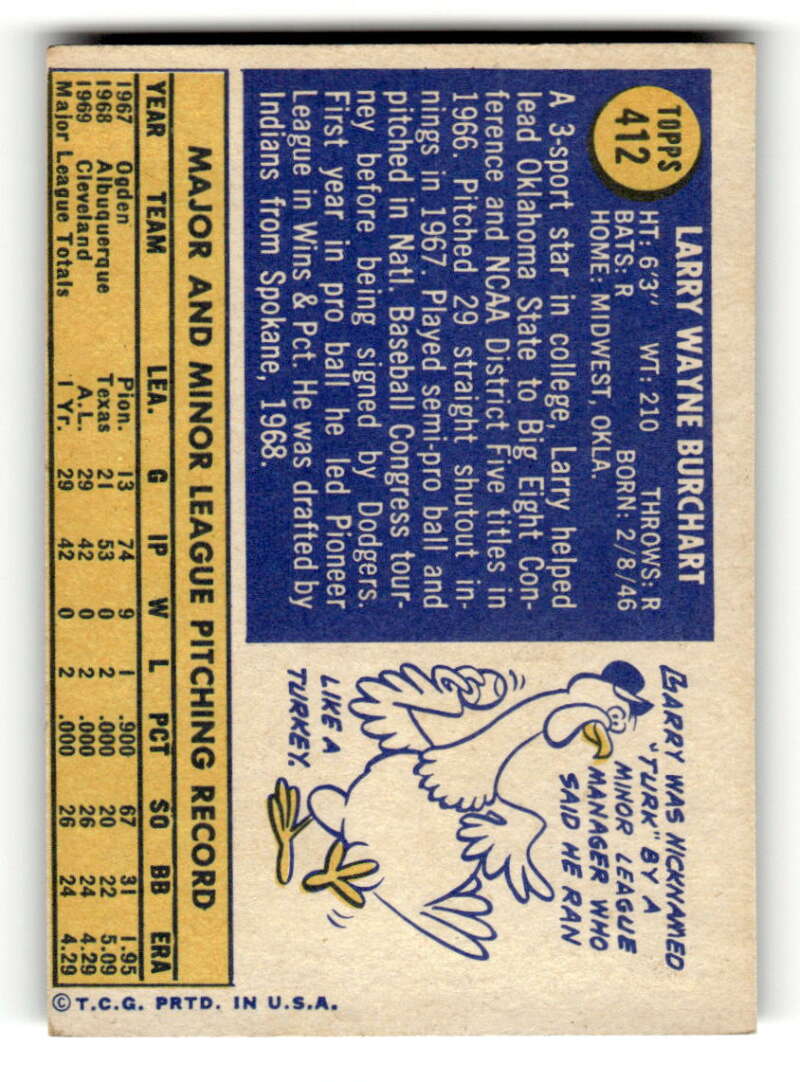 TOPPS
412
LARRY WAYNE BURCHART
HT: 6'3" WT: 210 THROWS: R
BATS: R BORN: 2/8/46
HOME: MIDWEST, OKLA.
A 3-sport star in college, Larry helped
lead Oklahoma State to Big Eight Con-
ference and NCAA District Five titles in
1966. Pitched 29 straight shutout in-
nings in 1967. Played semi-pro ball and
pitched in Natl. Baseball Congress tour-
ney before being signed by Dodgers.
First year in pro ball he led Pioneer
League in Wins & Pct. He was drafted by
Indians from Spokane, 1968.
LARRY WAS NICKNAMED
"TURK" BY A
MINOR LEAGUE
MANAGER WHO
SAID HE RAN
LIKE A
TURKEY.
MAJOR AND MINOR LEAGUE PITCHING RECORD
YEAR TEAM LEA. G IP W L PCT SO BB ERA
1967 Ogden Pion. 13 74 9 1 .900 67 31 1.95
1968 Albuquerque Texas 21 53 0 2 .000 20 22 5.09
1969 Cleveland A.L. 29 42 0 2 .000 26 24 4.29
Major League Totals 1 Yr. 29 42 0 2 .000 26 24 4.29
© T.C.G. PRTD. IN U.S.A.